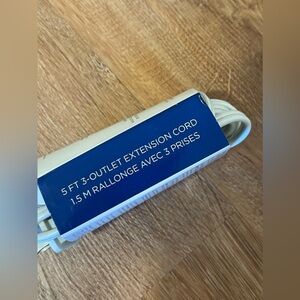 5 FT 3-OUTLET EXTENSION CORD
1.5 M RALLONGE AVEC 3 PRISES